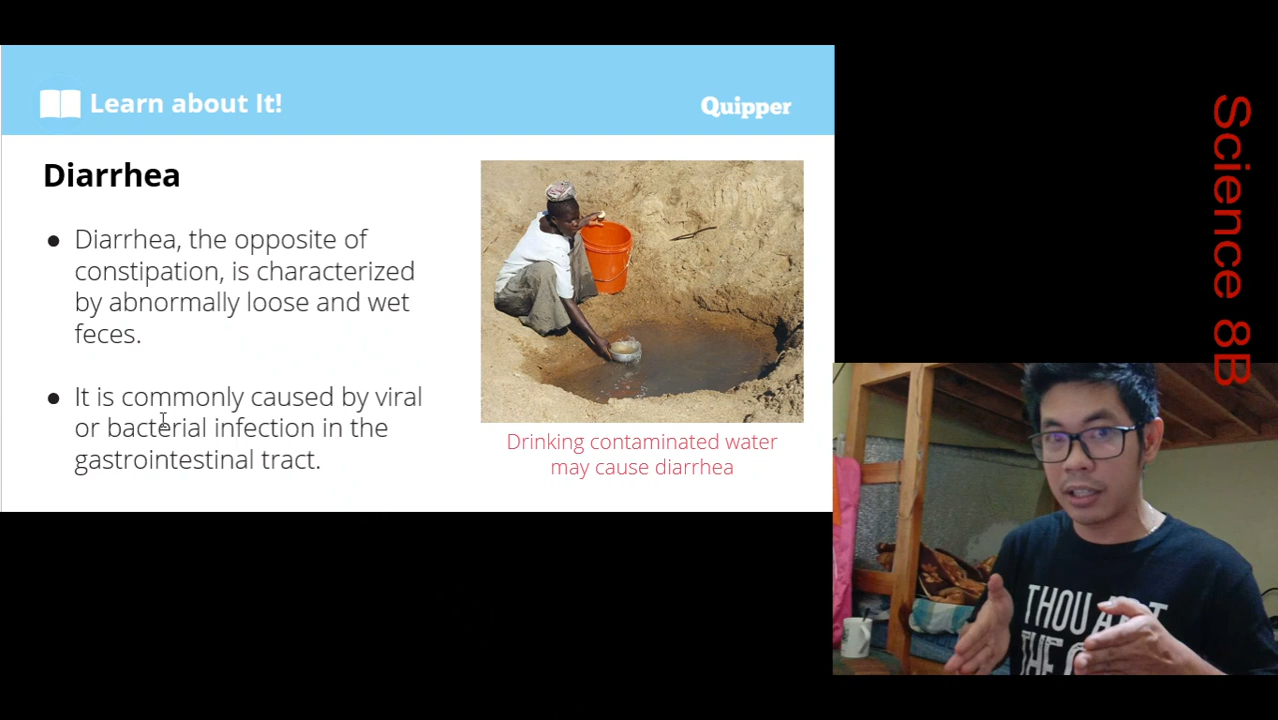 Learn about It!
Quipper
Diarrhea
● Diarrhea, the opposite of
constipation, is characterized
by abnormally loose and wet
feces.
● It is commonly caused by viral
or bacterial infection in the
gastrointestinal tract.
Drinking contaminated water
may cause diarrhea
Science 8B
THOU
THE